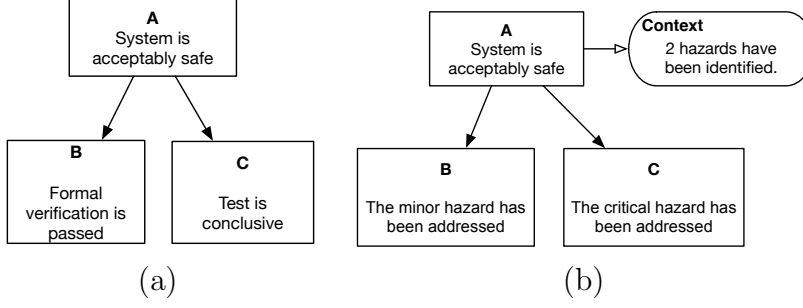 A
System is
acceptably safe
B
Formal
verification is
passed
C
Test is
conclusive
(a)
A
System is
acceptably safe
Context
2 hazards have
been identified.
B
The minor hazard has
been addressed
C
The critical hazard has
been addressed
(b)